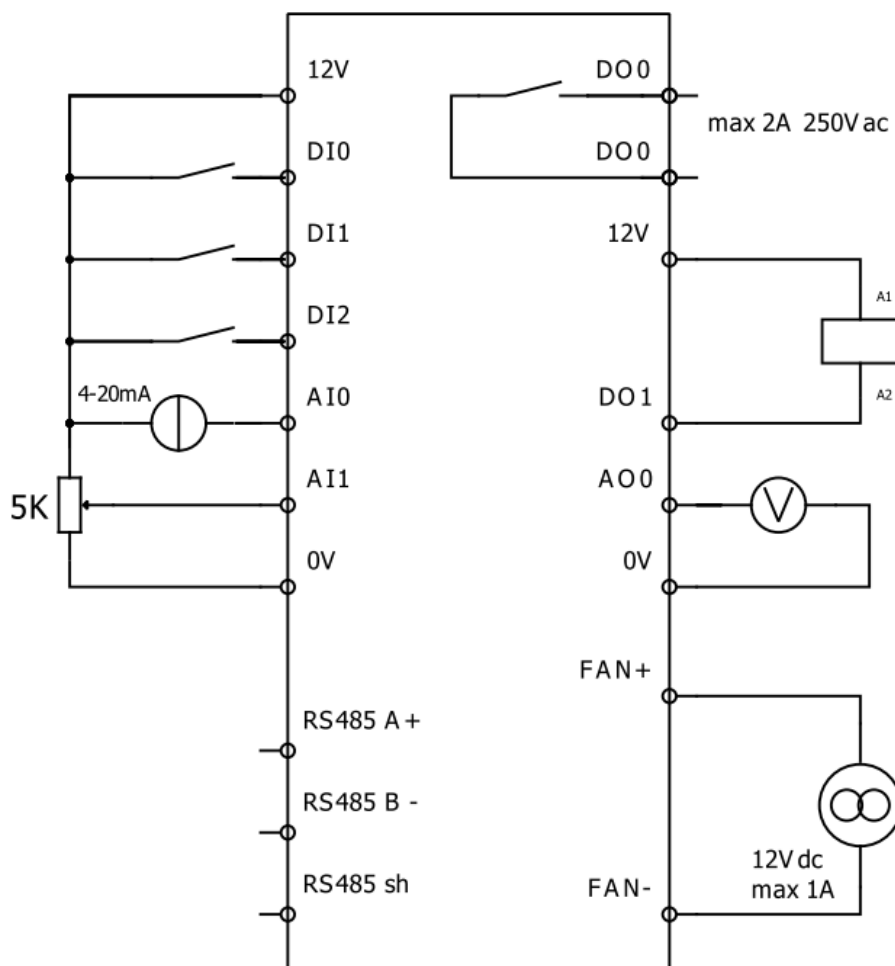 12V
DI0
DI1
DI2
4-20mA
AI0
AI1
5K
0V
RS485 A+
RS485 B -
RS485 sh
DO0
max 2A 250V ac
DO0
12V
A1
A2
DO1
AO0
V
0V
FAN+
12V dc
max 1A
FAN-